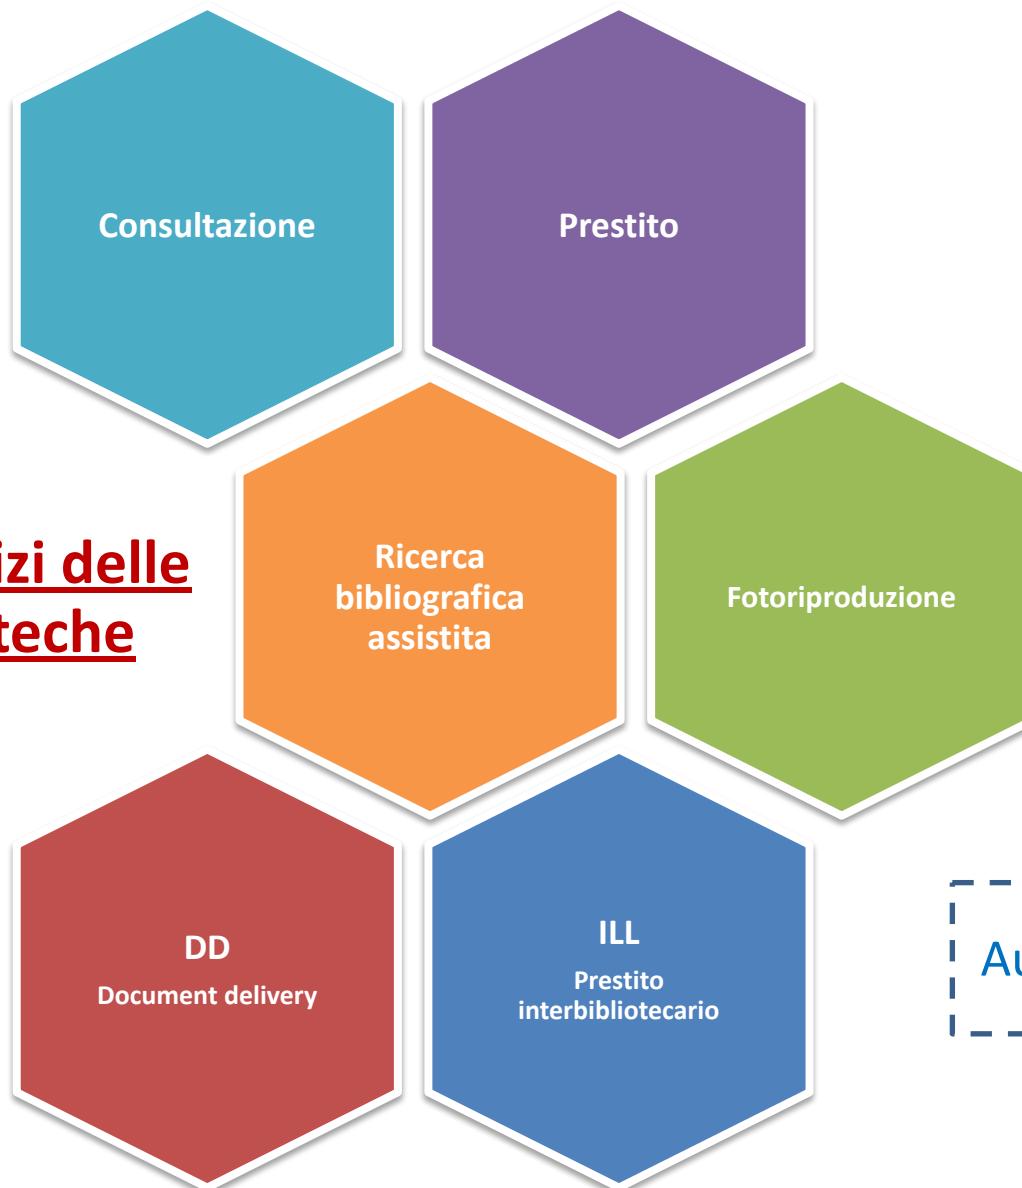 Consultazione
Prestito
izi delle
teche
Ricerca
bibliografica
assistita
Fotoriproduzione
DD
Document delivery
ILL
Prestito
interbibliotecario
Au